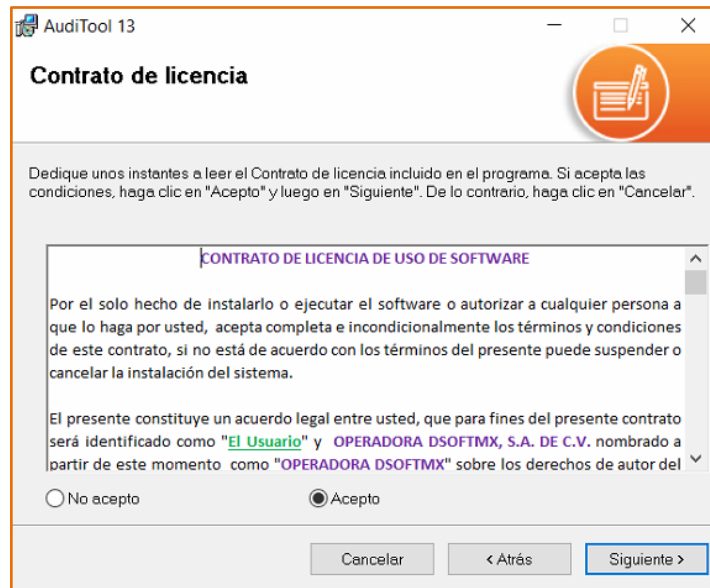 AudiTool 13
Contrato de licencia
Dedique unos instantes a leer el Contrato de licencia incluido en el programa. Si acepta las
condiciones, haga clic en "Acepto" y luego en "Siguiente". De lo contrario, haga clic en "Cancelar".
CONTRATO DE LICENCIA DE USO DE SOFTWARE
Por el solo hecho de instalarlo o ejecutar el software o autorizar a cualquier persona a
que lo haga por usted, acepta completa e incondicionalmente los términos y condiciones
de este contrato, si no está de acuerdo con los términos del presente puede suspender o
cancelar la instalación del sistema.
El presente constituye un acuerdo legal entre usted, que para fines del presente contrato
será identificado como "El Usuario" y OPERADORA DSOFTMX, S.A. DE C.V. nombrado a
partir de este momento como "OPERADORA DSOFTMX" sobre los derechos de autor del
No acepto Acepto
Cancelar < Atrás Siguiente >